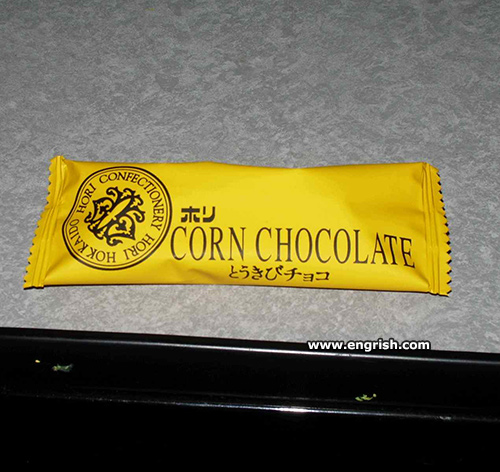 HORI CONFECTIONERY HORI HOKKAIDO
ホリ
CORN CHOCOLATE
とうきびチョコ
www.engrish.com